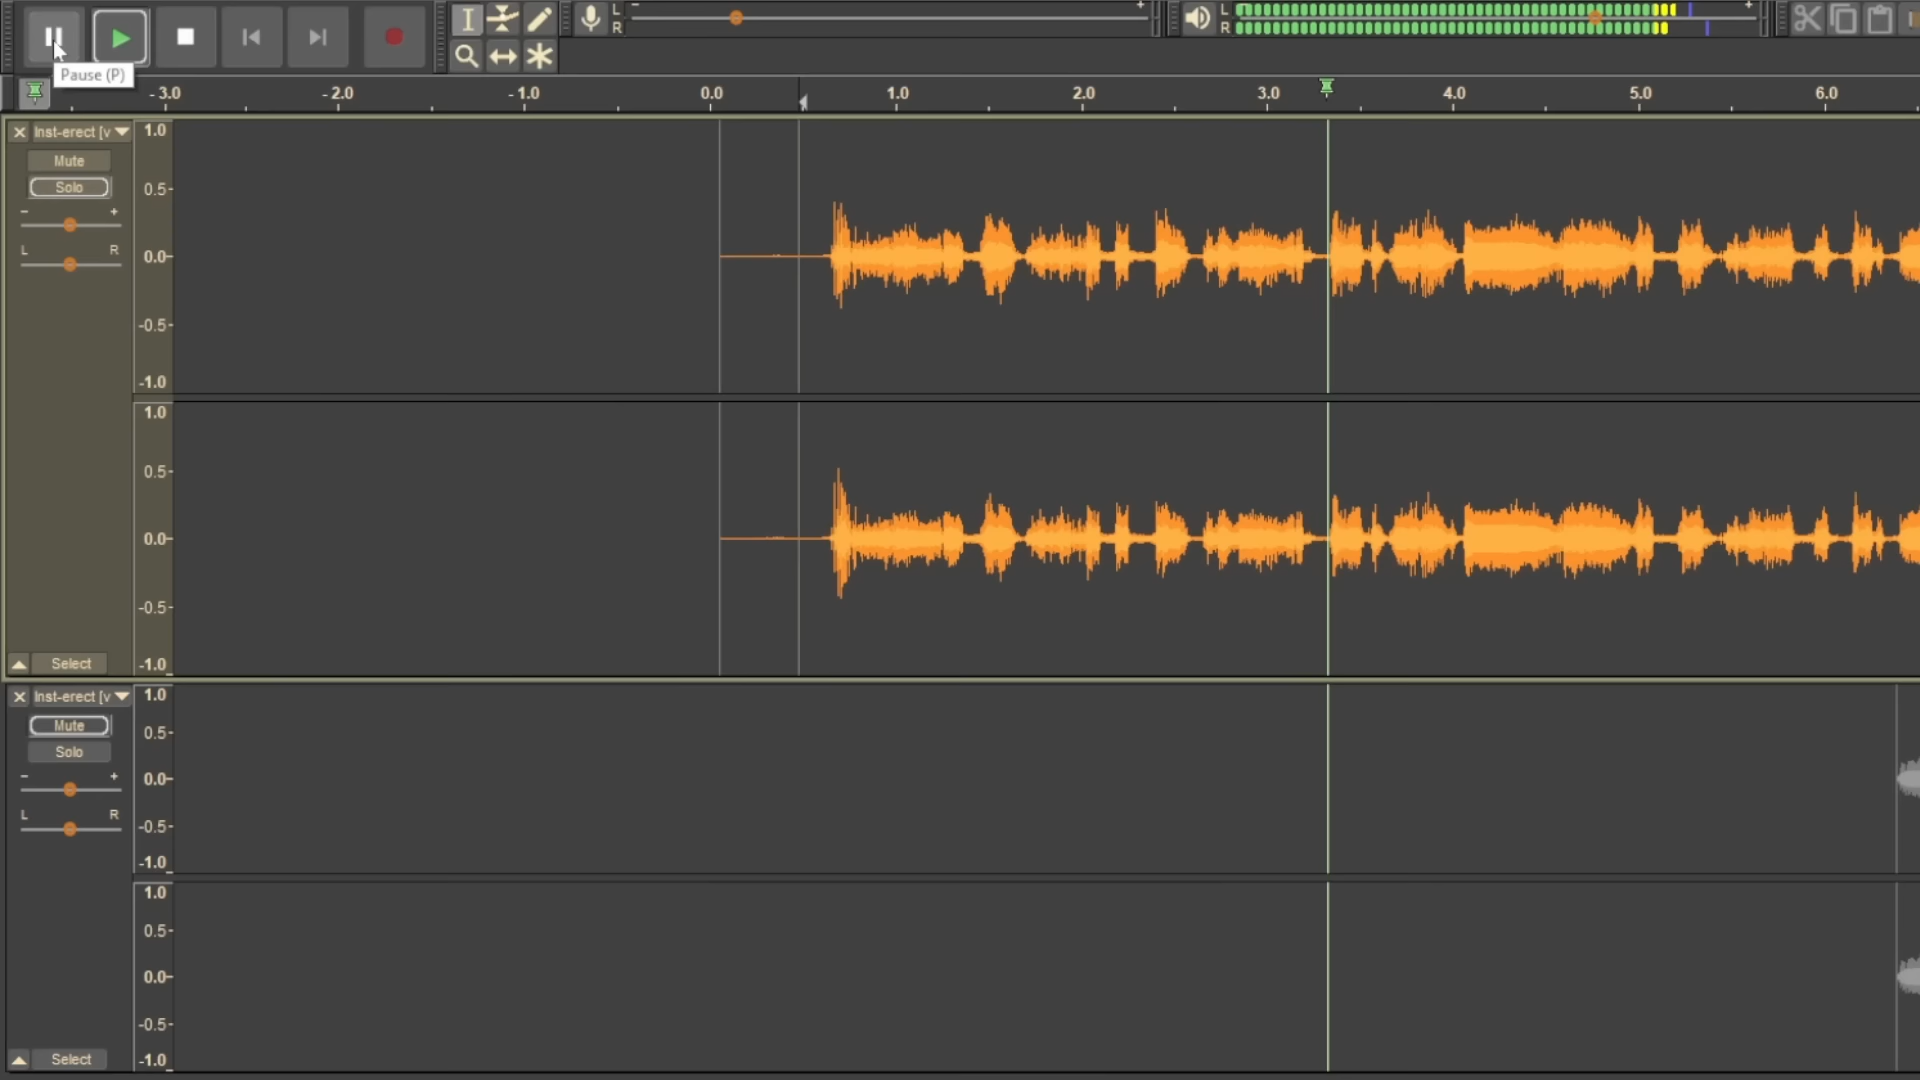 L
R
-
+
L
R
-
+
Pause (P)
-3.0
-2.0
-1.0
0.0
1.0
2.0
3.0
4.0
5.0
6.0
Inst-erect [v
Mute
Solo
-
+
L
R
1.0
0.5-
0.0-
-0.5-
-1.0
1.0
0.5-
0.0-
-0.5-
-1.0
Select
Inst-erect [v
Mute
Solo
-
+
L
R
1.0
0.5-
0.0-
-0.5-
-1.0
1.0
0.5-
0.0-
-0.5-
-1.0
Select